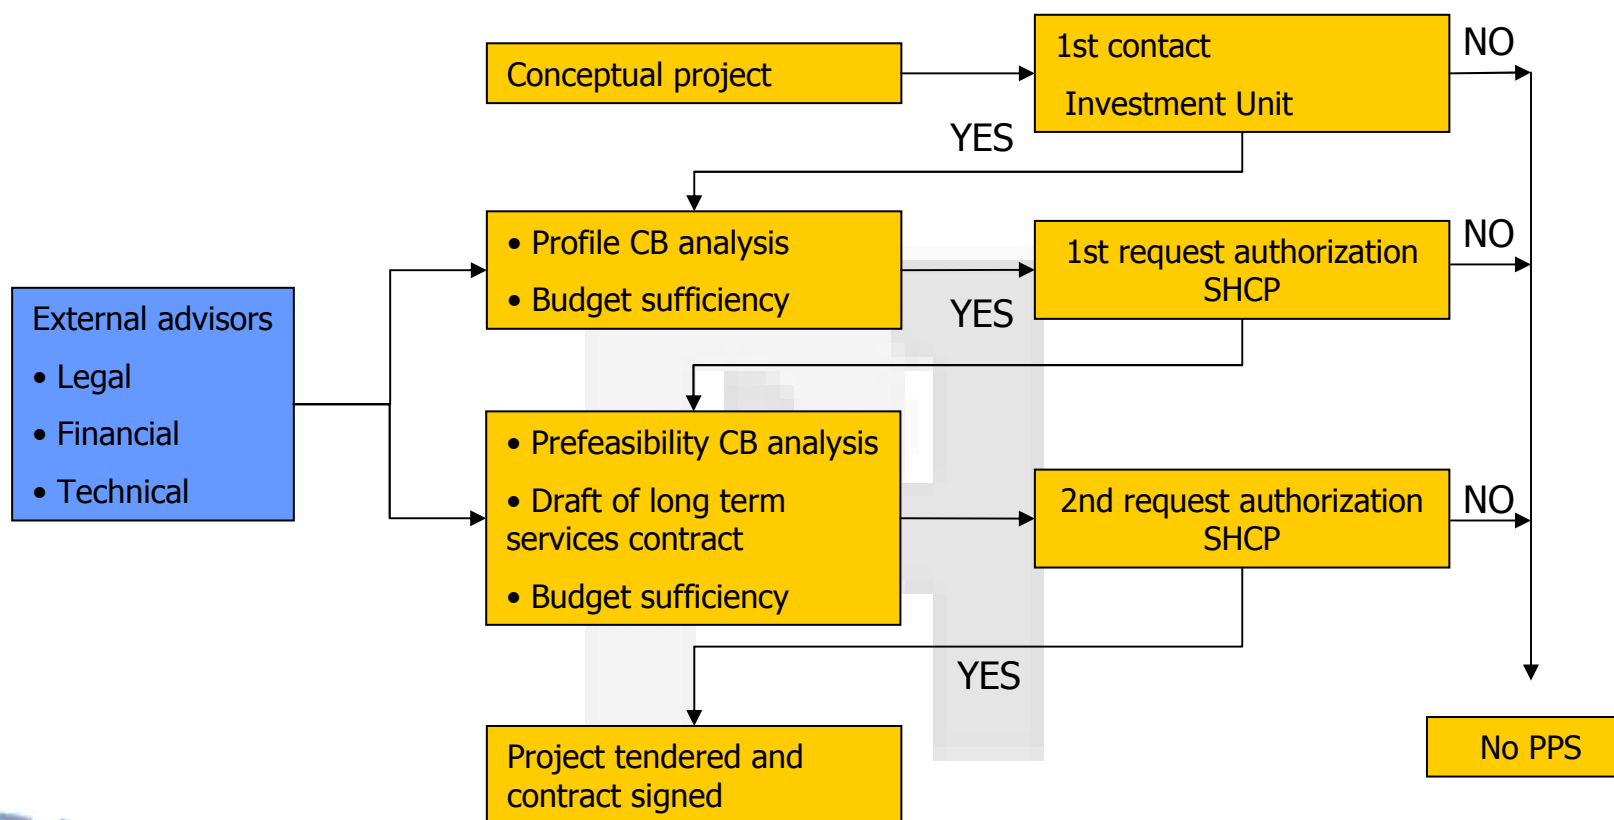 Conceptual project
1st contact
Investment Unit
NO
YES
• Profile CB analysis
• Budget sufficiency
1st request authorization
SHCP
NO
YES
External advisors
• Legal
• Financial
• Technical
• Prefeasibility CB analysis
• Draft of long term
services contract
• Budget sufficiency
2nd request authorization
SHCP
NO
YES
Project tendered and
contract signed
No PPS